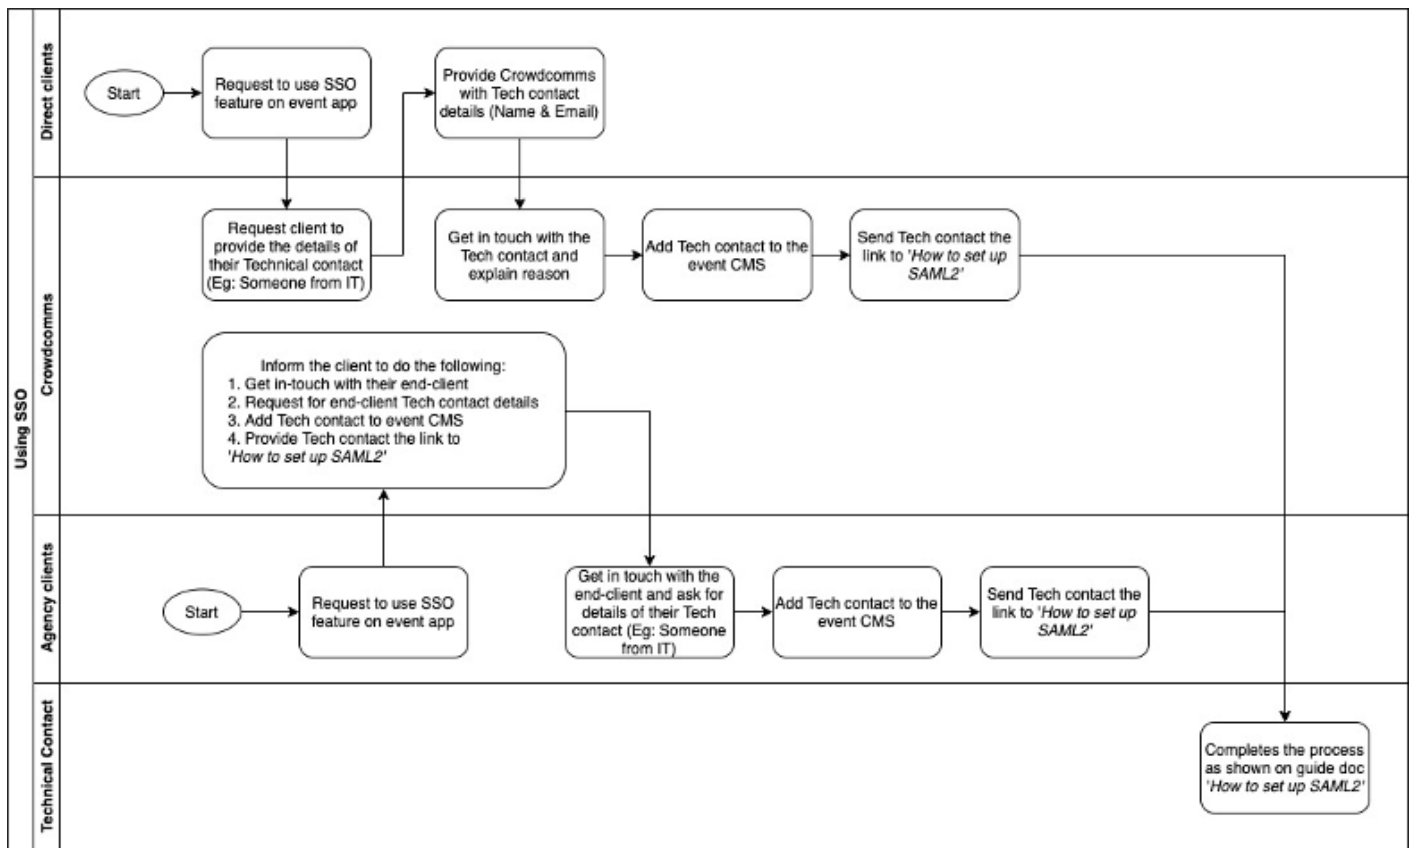 Using SSO
Direct clients
Start
Request to use SSO
feature on event app
Provide Crowdcomms
with Tech contact
details (Name & Email)
Crowdcomms
Request client to
provide the details of
their Technical contact
(Eg: Someone from IT)
Get in touch with the
Tech contact and
explain reason
Add Tech contact to the
event CMS
Send Tech contact the
link to 'How to set up
SAML2'
Inform the client to do the following:
1. Get in-touch with their end-client
2. Request for end-client Tech contact details
3. Add Tech contact to event CMS
4. Provide Tech contact the link to
'How to set up SAML2'
Agency clients
Start
Request to use SSO
feature on event app
Get in touch with the
end-client and ask for
details of their Tech
contact (Eg: Someone
from IT)
Add Tech contact to the
event CMS
Send Tech contact the
link to 'How to set up
SAML2'
Technical Contact
Completes the process
as shown on guide doc
'How to set up SAML2'